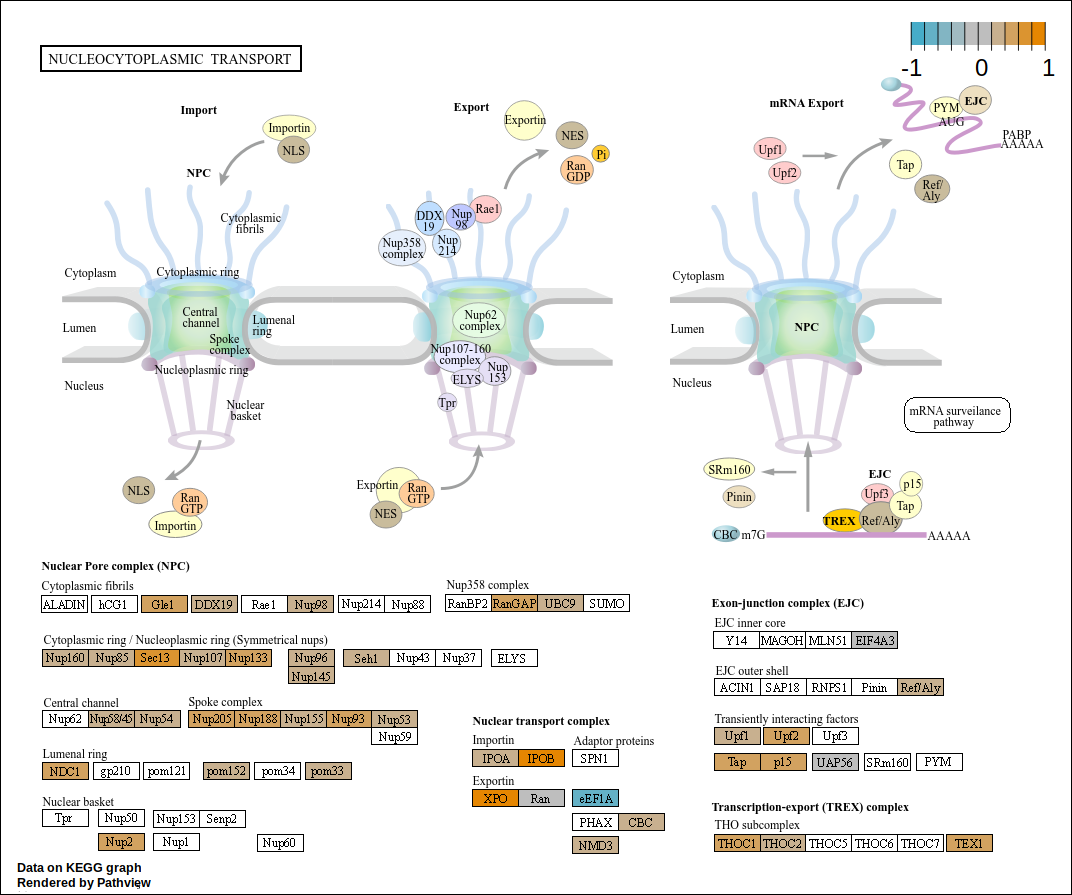 NUCLEOCYTOPLASMIC TRANSPORT
-1 0 1
Import
Importin
NLS
NPC
Cytoplasmic
fibrils
Cytoplasm
Cytoplasmic ring
Central
channel
Lumenal
ring
Lumen
Spoke
complex
Nucleoplasmic ring
Nucleus
Nuclear
basket
NLS
Ran
GTP
Importin
Export
Exportin
NES
Pi
Ran
GDP
DDX
19
Nup
98
Rae1
Nup358
complex
Nup
214
Nup62
complex
Nup107-160
complex
Nup
153
ELYS
Tpr
Exportin
Ran
GTP
NES
mRNA Export
PYM
EJC
AUG
PABP
AAAAA
Upf1
Upf2
Tap
Ref/
Aly
Cytoplasm
Lumen
NPC
Nucleus
mRNA surveilance
pathway
SRm160
Pinin
EJC
Upf3
p15
Tap
TREX
Ref/Aly
CBC
m7G
AAAAA
Nuclear Pore complex (NPC)
Cytoplasmic fibrils
ALADIN hCG1 Gle1 DDX19 Rae1 Nup98 Nup214 Nup88
Nup358 complex
RanBP2 RanGAP UBC9 SUMO
Cytoplasmic ring / Nucleoplasmic ring (Symmetrical nups)
Nup160 Nup85 Sec13 Nup107 Nup133 Nup96 Seh1 Nup43 Nup37 ELYS
Nup145
Central channel
Nup62 Nup58/45 Nup54
Spoke complex
Nup205 Nup188 Nup155 Nup93 Nup53
Nup59
Lumenal ring
NDC1 gp210 pom121 pom152 pom34 pom33
Nuclear basket
Tpr Nup50 Nup153 Senp2
Nup2 Nup1 Nup60
Nuclear transport complex
Importin
IPOA IPOB
Adaptor proteins
SPN1
Exportin
XPO Ran eEF1A
PHAX CBC
NMD3
Exon-junction complex (EJC)
EJC inner core
Y14 MAGOH MLN51 EIF4A3
EJC outer shell
ACIN1 SAP18 RNPS1 Pinin Ref/Aly
Transiently interacting factors
Upf1 Upf2 Upf3
Tap p15 UAP56 SRm160 PYM
Transcription-export (TREX) complex
THO subcomplex
THOC1 THOC2 THOC5 THOC6 THOC7 TEX1
Data on KEGG graph
Rendered by Pathview